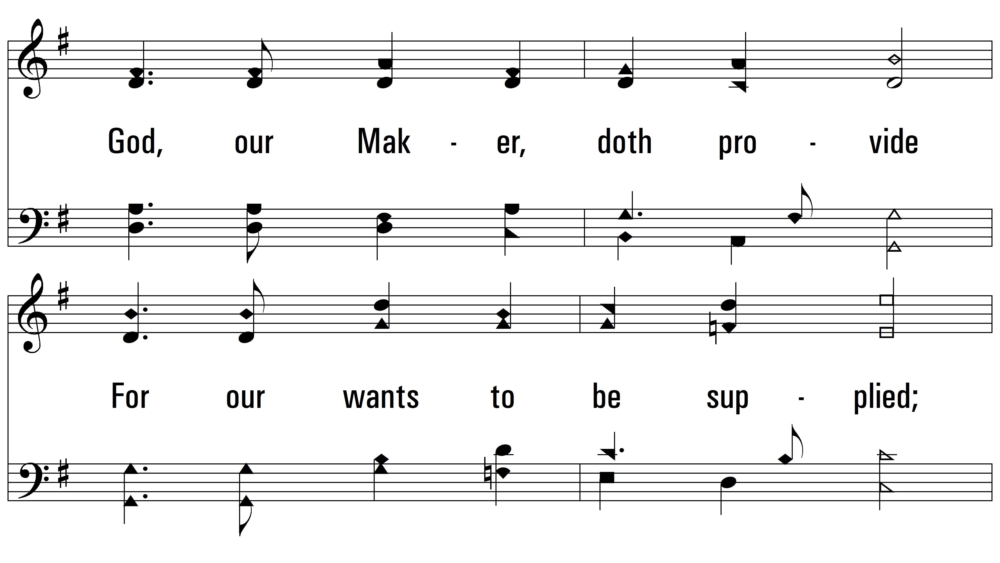 God, our Mak - er, doth pro - vide
For our wants to be sup - plied;